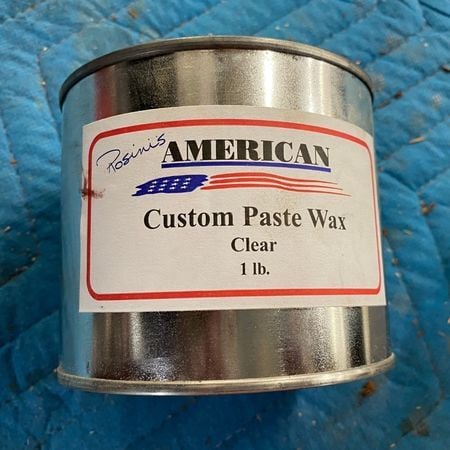 Rosini's
AMERICAN
Custom Paste Wax
Clear
1 lb.